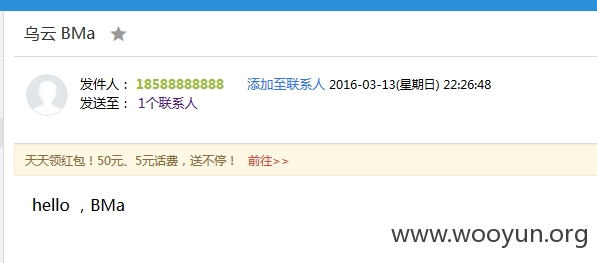 乌云 BMa
发件人： 18588888888 添加至联系人 2016-03-13(星期日) 22:26:48
发送至： 1个联系人
天天领红包！50元、5元话费，送不停！ 前往>>
hello ，BMa
www.wooyun.org